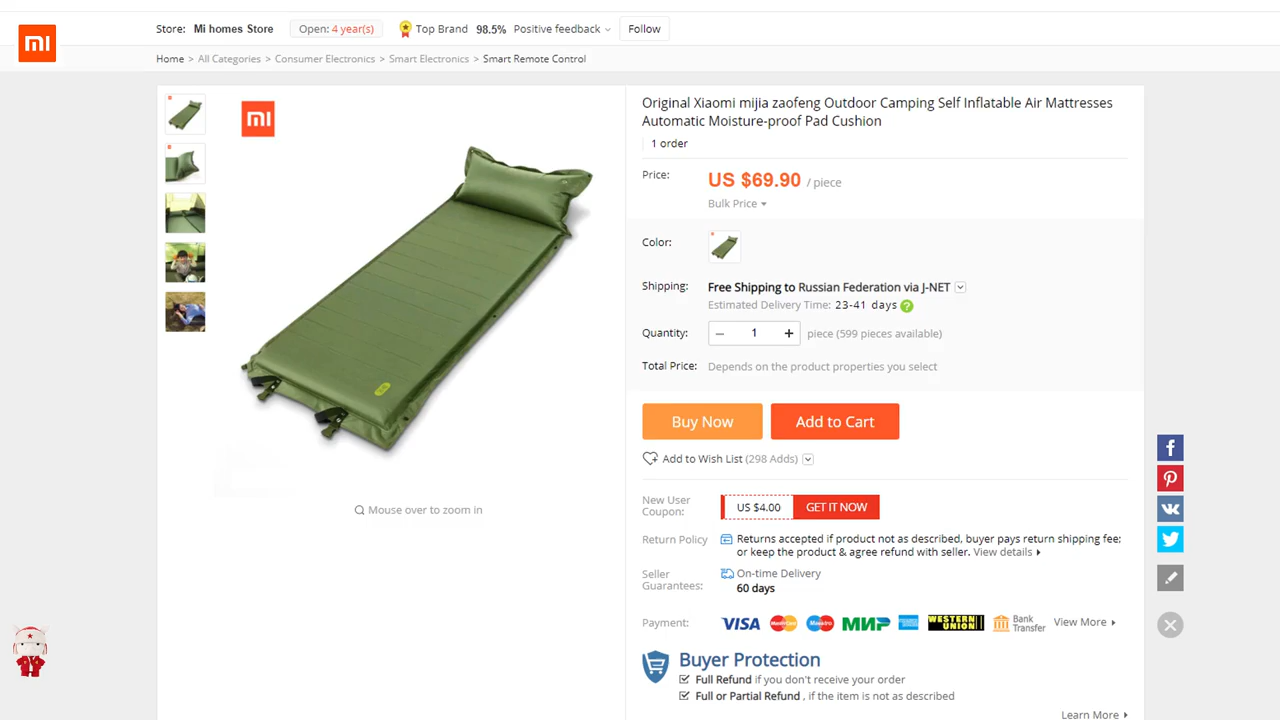 mi
Store: Mi homes Store Open: 4 year(s) Top Brand 98.5% Positive feedback Follow
Home > All Categories > Consumer Electronics > Smart Electronics > Smart Remote Control
mi
Original Xiaomi mijia zaofeng Outdoor Camping Self Inflatable Air Mattresses
Automatic Moisture-proof Pad Cushion
1 order
Price: US $69.90 / piece
Bulk Price
Color:
Shipping: Free Shipping to Russian Federation via J-NET
Estimated Delivery Time: 23-41 days ?
Quantity: − 1 + piece (599 pieces available)
Total Price: Depends on the product properties you select
Buy Now Add to Cart
Add to Wish List (298 Adds)
Mouse over to zoom in
New User
Coupon: US $4.00 GET IT NOW
Return Policy Returns accepted if product not as described, buyer pays return shipping fee;
or keep the product & agree refund with seller. View details
Seller
Guarantees: On-time Delivery
60 days
Payment: VISA MasterCard Maestro МИР WESTERN UNION Bank Transfer View More
Buyer Protection
Full Refund if you don't receive your order
Full or Partial Refund , if the item is not as described
Learn More